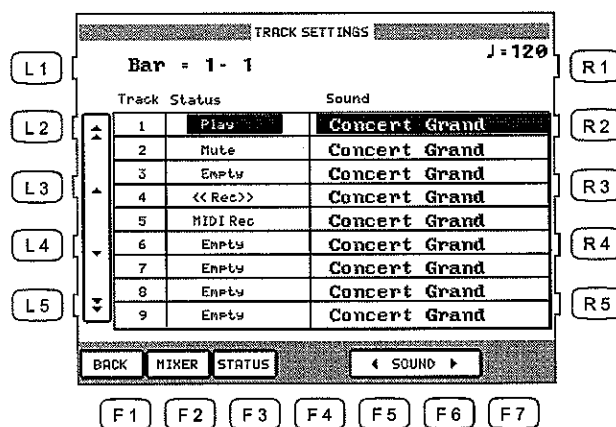 TRACK SETTINGS
♩=120
L1 Bar = 1- 1 R1
Track Status Sound
L2 1 Play Concert Grand R2
2 Mute Concert Grand
3 Empty Concert Grand
L3 4 <<Rec>> Concert Grand R3
5 MIDI Rec Concert Grand
L4 6 Empty Concert Grand R4
7 Empty Concert Grand
L5 8 Empty Concert Grand R5
9 Empty Concert Grand
BACK MIXER STATUS SOUND
F1 F2 F3 F4 F5 F6 F7